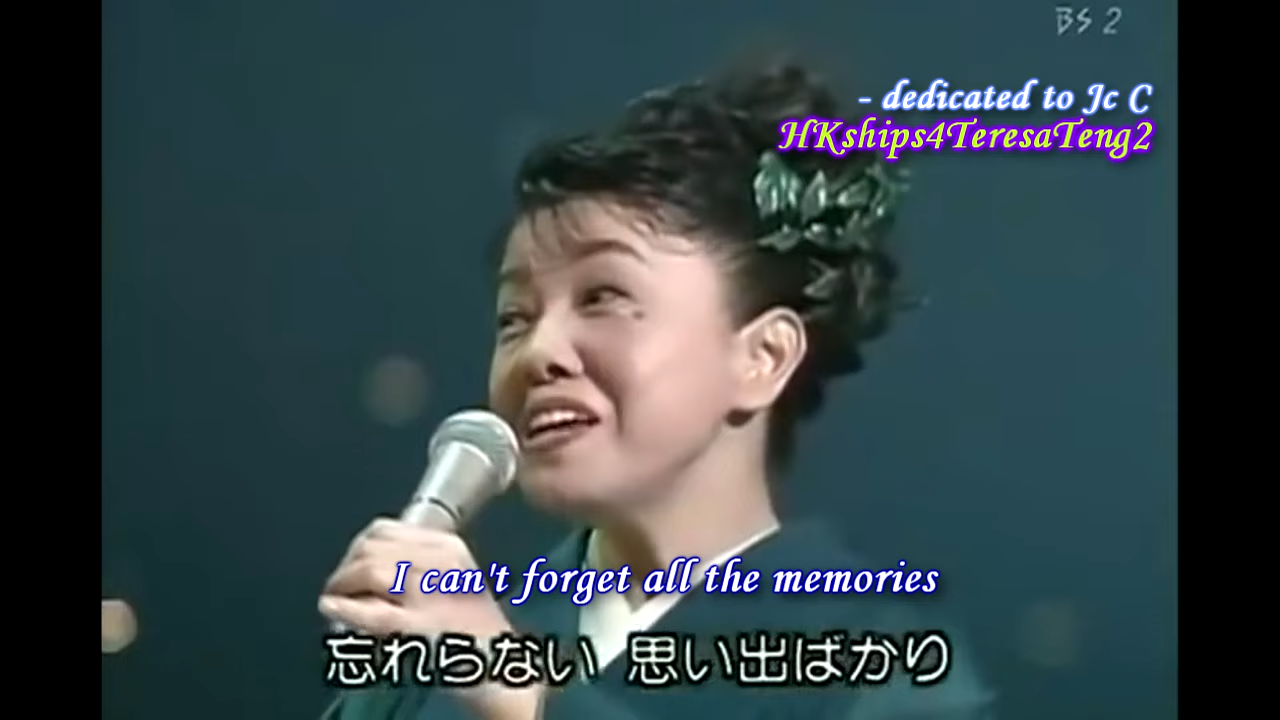 BS 2
- dedicated to Jc C
HKships4TeresaTeng2
I can't forget all the memories
忘れらない 思い出ばかり